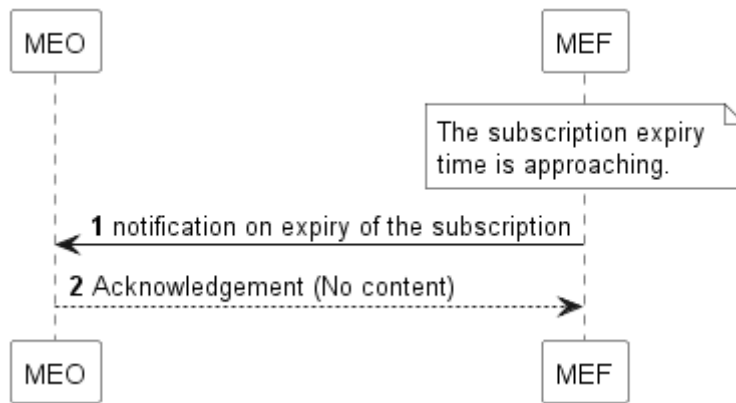 MEO
MEF
The subscription expiry
time is approaching.
1 notification on expiry of the subscription
2 Acknowledgement (No content)
MEO
MEF